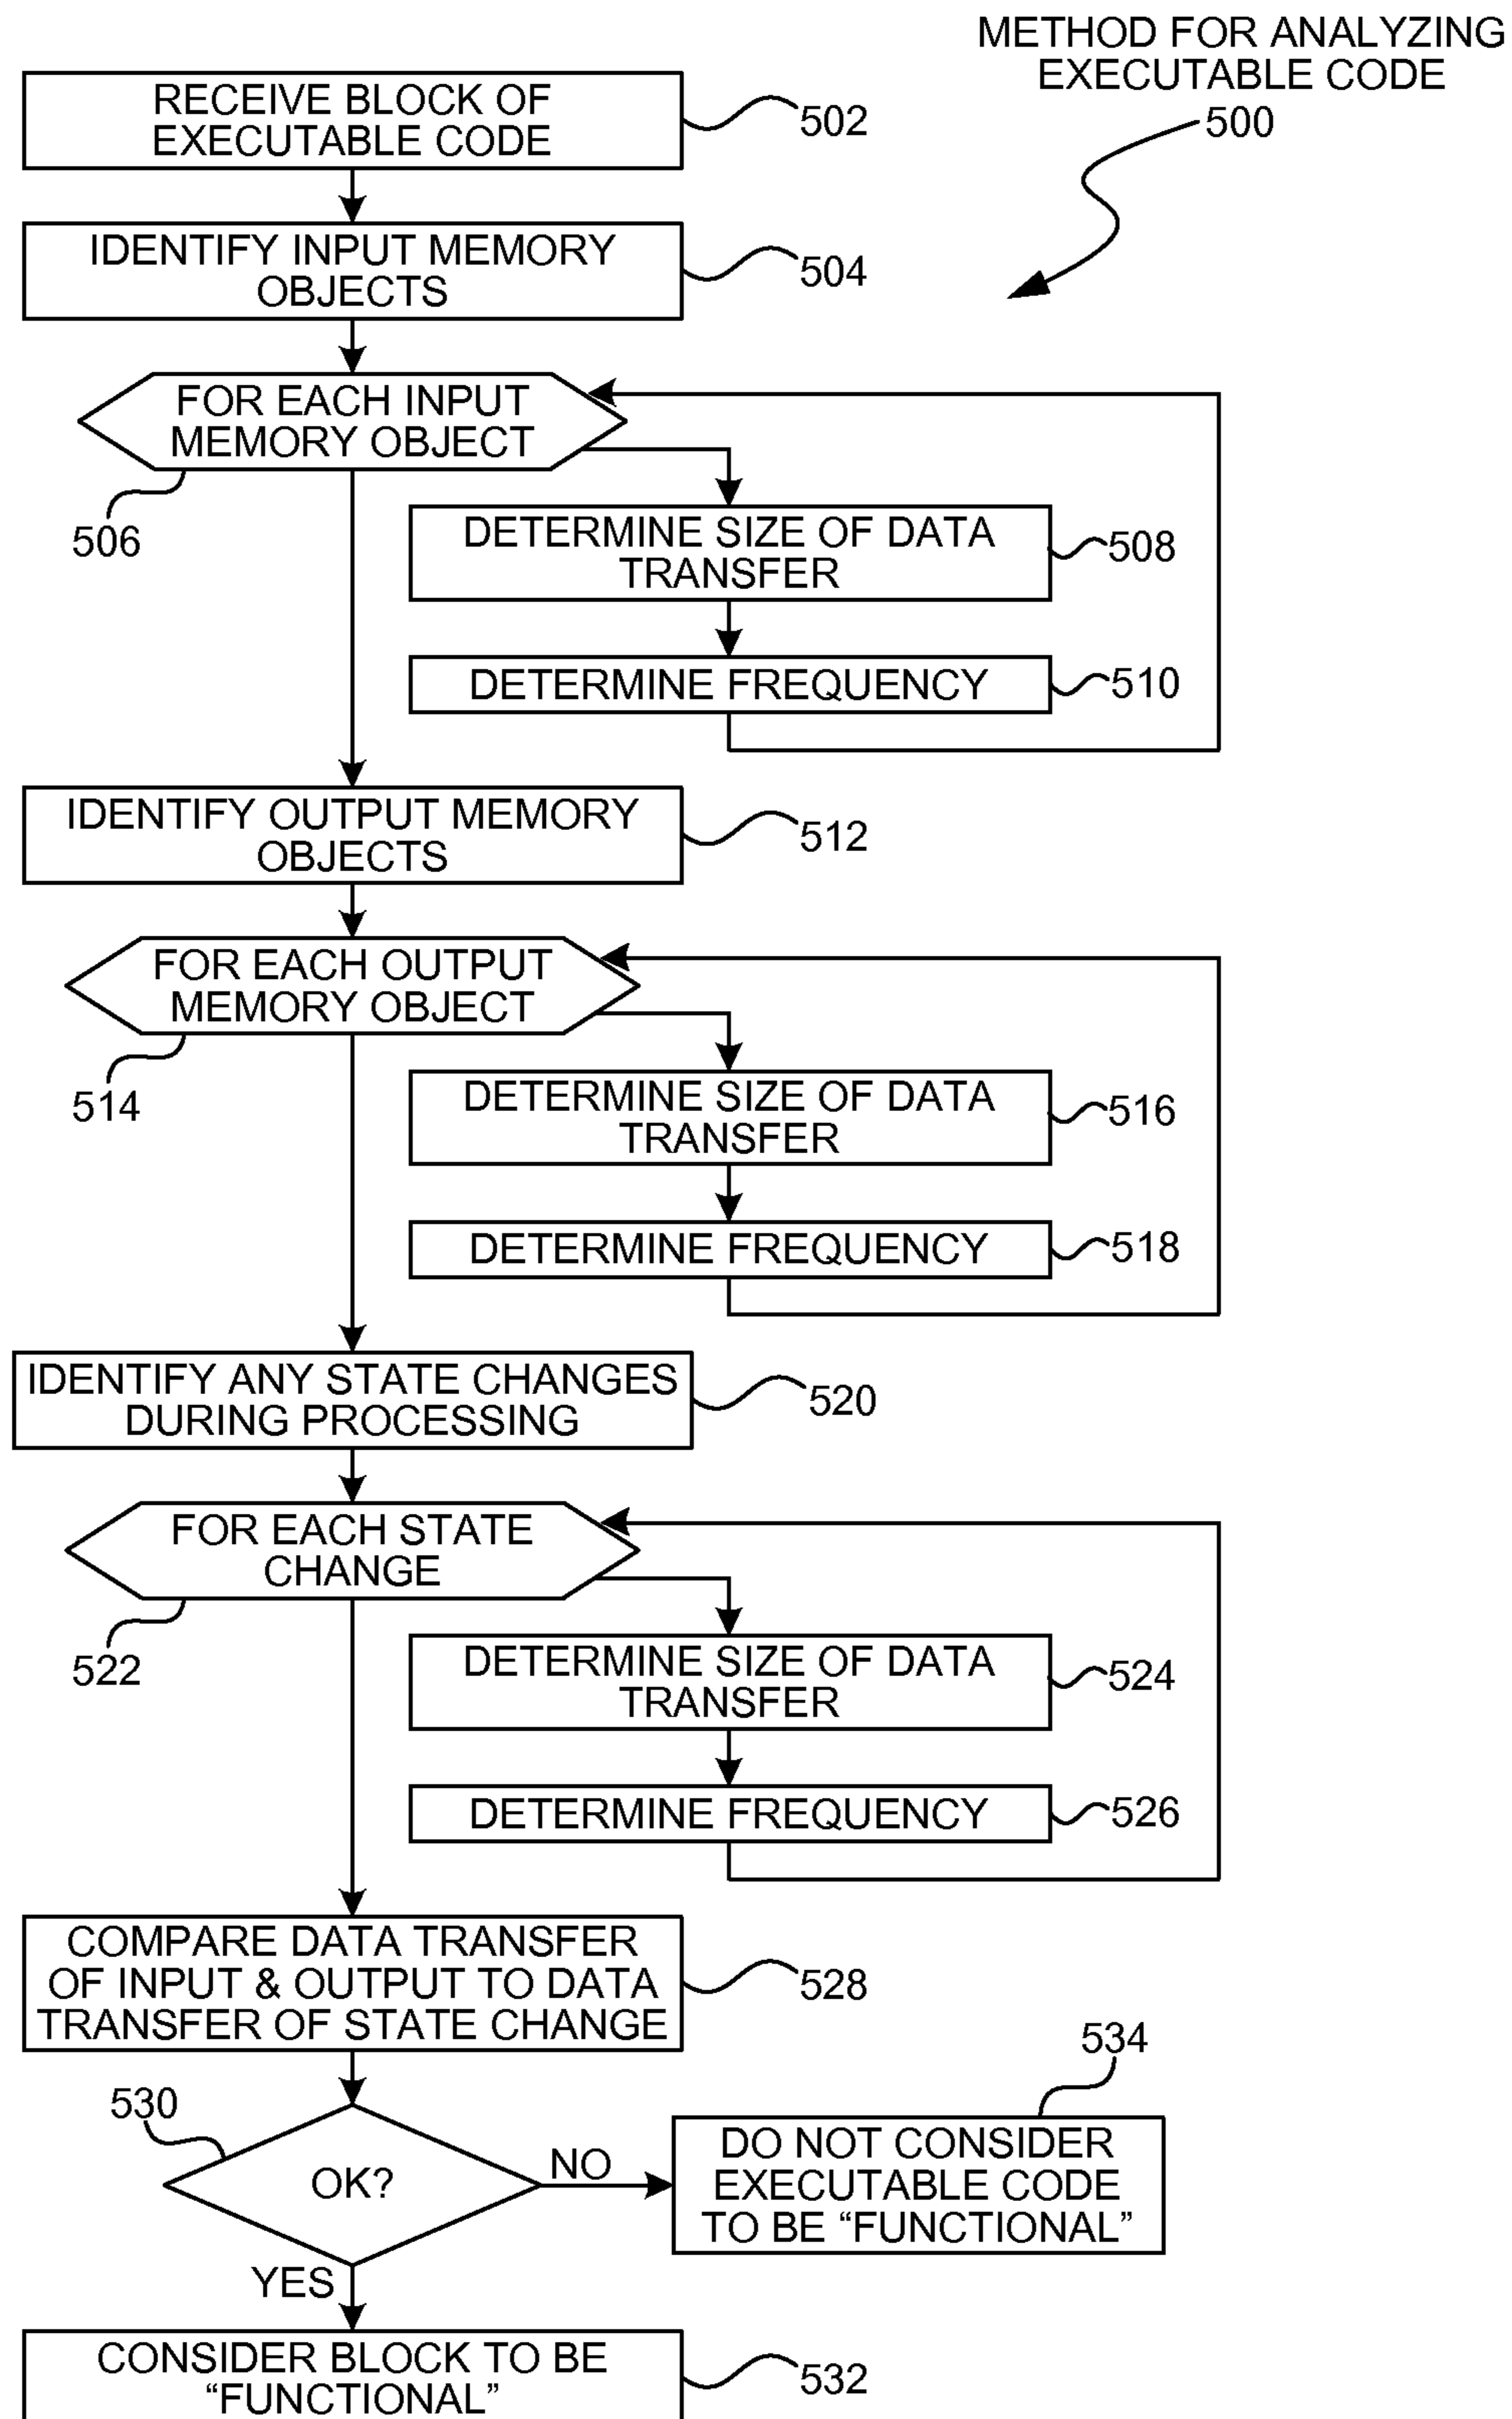 METHOD FOR ANALYZING
EXECUTABLE CODE
500
RECEIVE BLOCK OF
EXECUTABLE CODE
502
IDENTIFY INPUT MEMORY
OBJECTS
504
FOR EACH INPUT
MEMORY OBJECT
506
DETERMINE SIZE OF DATA
TRANSFER
508
DETERMINE FREQUENCY
510
IDENTIFY OUTPUT MEMORY
OBJECTS
512
FOR EACH OUTPUT
MEMORY OBJECT
514
DETERMINE SIZE OF DATA
TRANSFER
516
DETERMINE FREQUENCY
518
IDENTIFY ANY STATE CHANGES
DURING PROCESSING
520
FOR EACH STATE
CHANGE
522
DETERMINE SIZE OF DATA
TRANSFER
524
DETERMINE FREQUENCY
526
COMPARE DATA TRANSFER
OF INPUT & OUTPUT TO DATA
TRANSFER OF STATE CHANGE
528
530
OK?
NO
534
DO NOT CONSIDER
EXECUTABLE CODE
TO BE “FUNCTIONAL”
YES
CONSIDER BLOCK TO BE
“FUNCTIONAL”
532